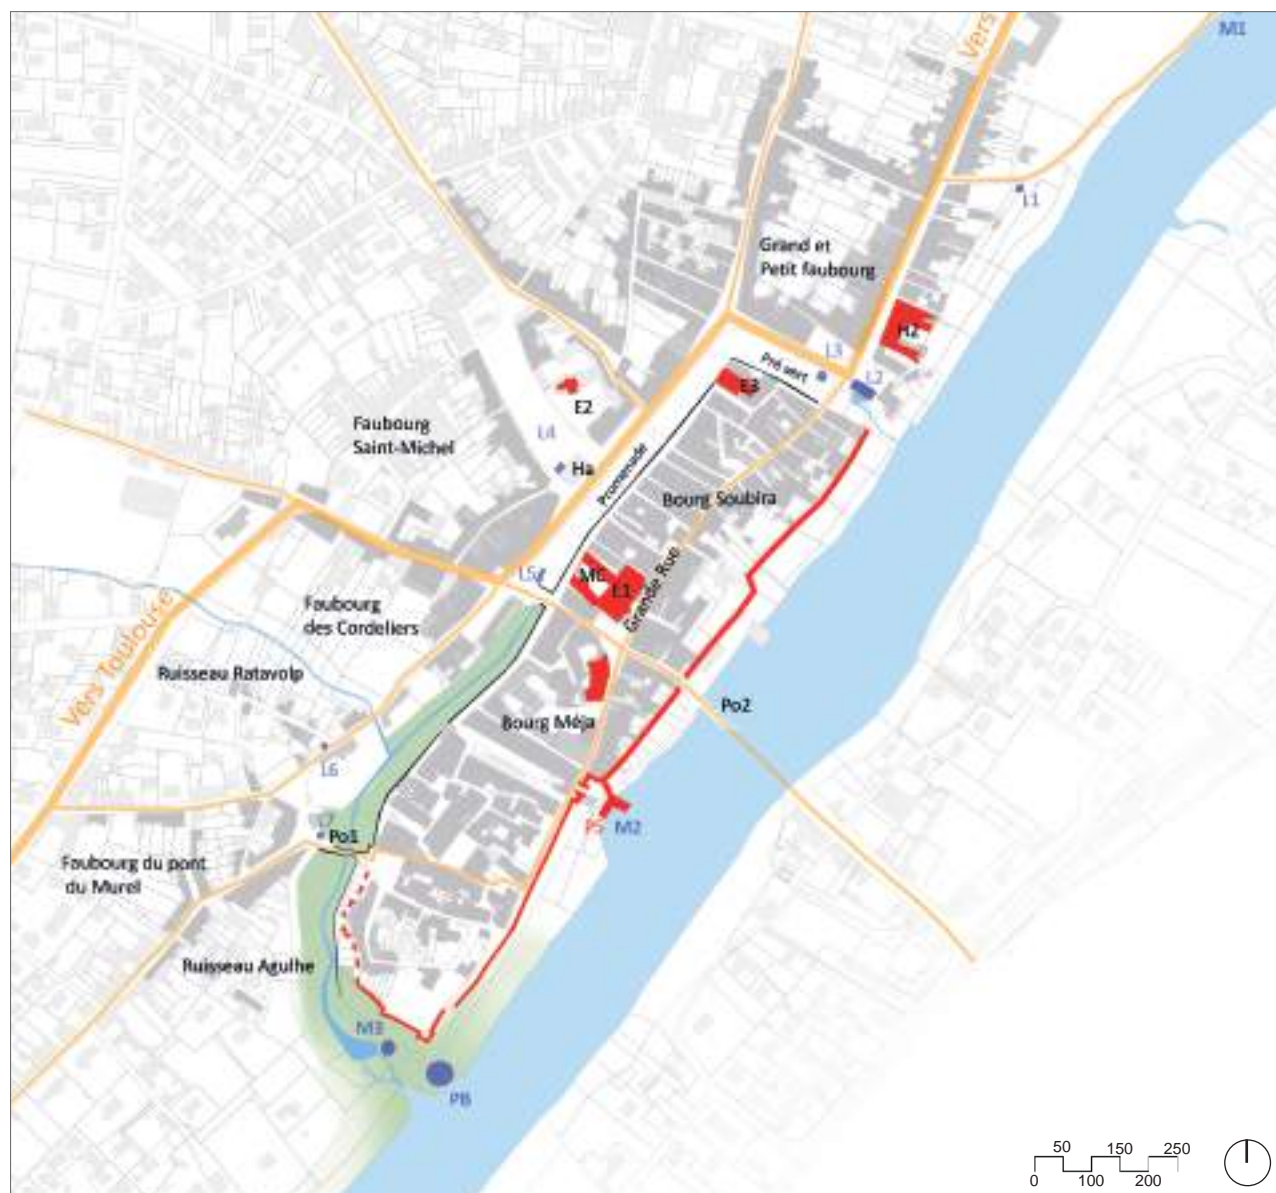 Vers
M1
L1
Grand et
Petit faubourg
H2
L3
L2
Pré vert
E3
E2
Faubourg
Saint-Michel
L4
Ha
Promenade
Bourg Soubira
L5
E1
Grande Rue
Faubourg
des Cordeliers
Vers Toulouse
Ruisseau Ratavolp
Po2
Bourg Méja
L6
PS
M2
Po1
Faubourg du pont
du Murel
Ruisseau Agulhe
M3
PB
50 150 250
0 100 200